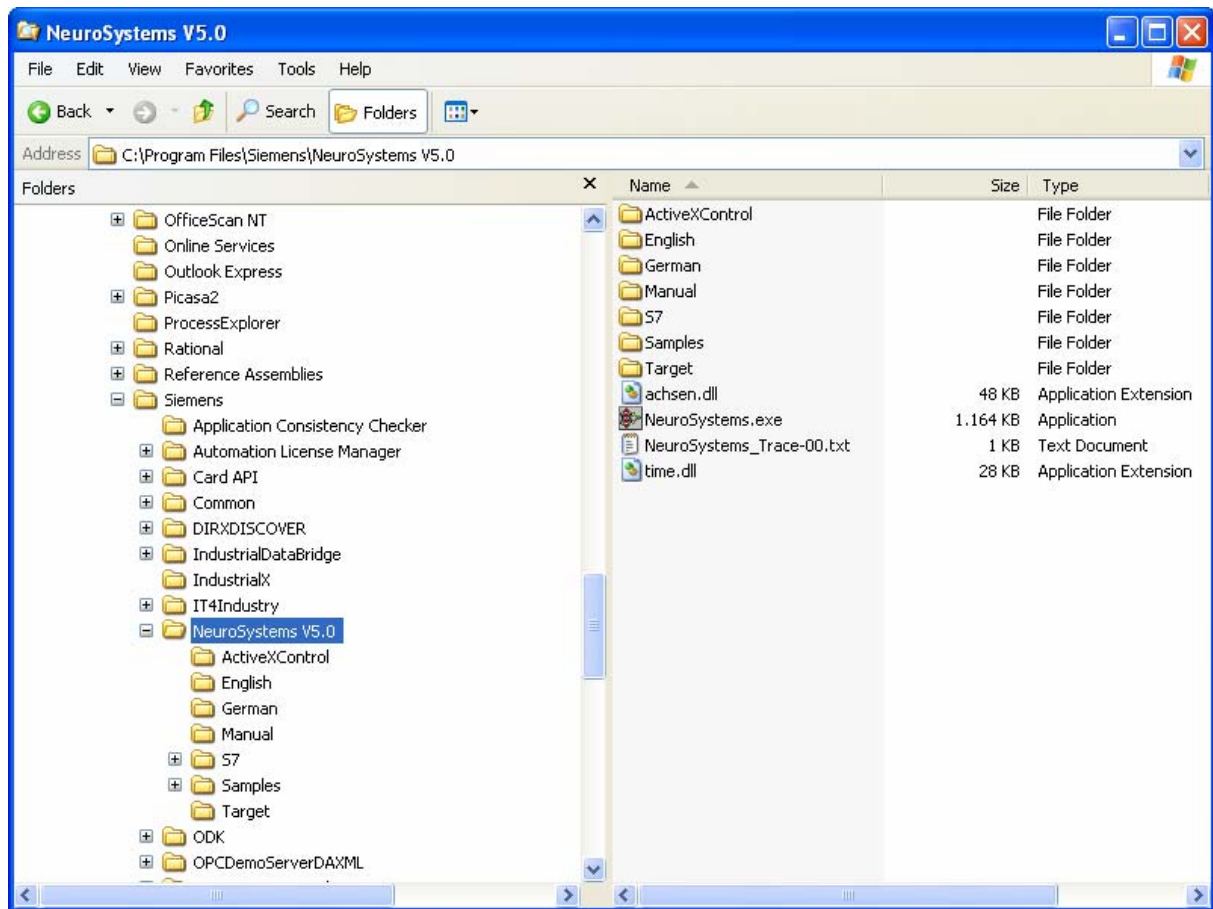 NeuroSystems V5.0
File Edit View Favorites Tools Help
Back Search Folders
Address C:\Program Files\Siemens\NeuroSystems V5.0
Folders
OfficeScan NT
Online Services
Outlook Express
Picasa2
ProcessExplorer
Rational
Reference Assemblies
Siemens
Application Consistency Checker
Automation License Manager
Card API
Common
DIRXDISCOVER
IndustrialDataBridge
IndustrialX
IT4Industry
NeuroSystems V5.0
ActiveXControl
English
German
Manual
S7
Samples
Target
ODK
OPCDemoServerDAXML
Name Size Type
ActiveXControl File Folder
English File Folder
German File Folder
Manual File Folder
S7 File Folder
Samples File Folder
Target File Folder
achsen.dll 48 KB Application Extension
NeuroSystems.exe 1.164 KB Application
NeuroSystems_Trace-00.txt 1 KB Text Document
time.dll 28 KB Application Extension